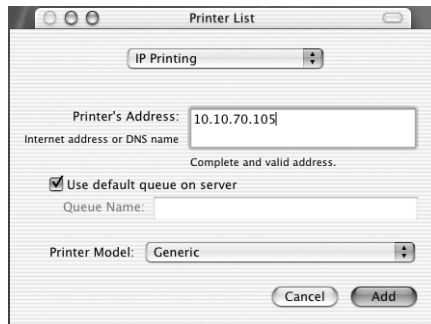 Printer List
IP Printing
Printer's Address: 10.10.70.105
Internet address or DNS name
Complete and valid address.
Use default queue on server
Queue Name:
Printer Model: Generic
Cancel Add